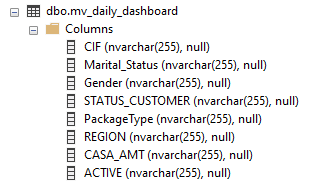 dbo.mv_daily_dashboard
Columns
CIF (nvarchar(255), null)
Marital_Status (nvarchar(255), null)
Gender (nvarchar(255), null)
STATUS_CUSTOMER (nvarchar(255), null)
PackageType (nvarchar(255), null)
REGION (nvarchar(255), null)
CASA_AMT (nvarchar(255), null)
ACTIVE (nvarchar(255), null)